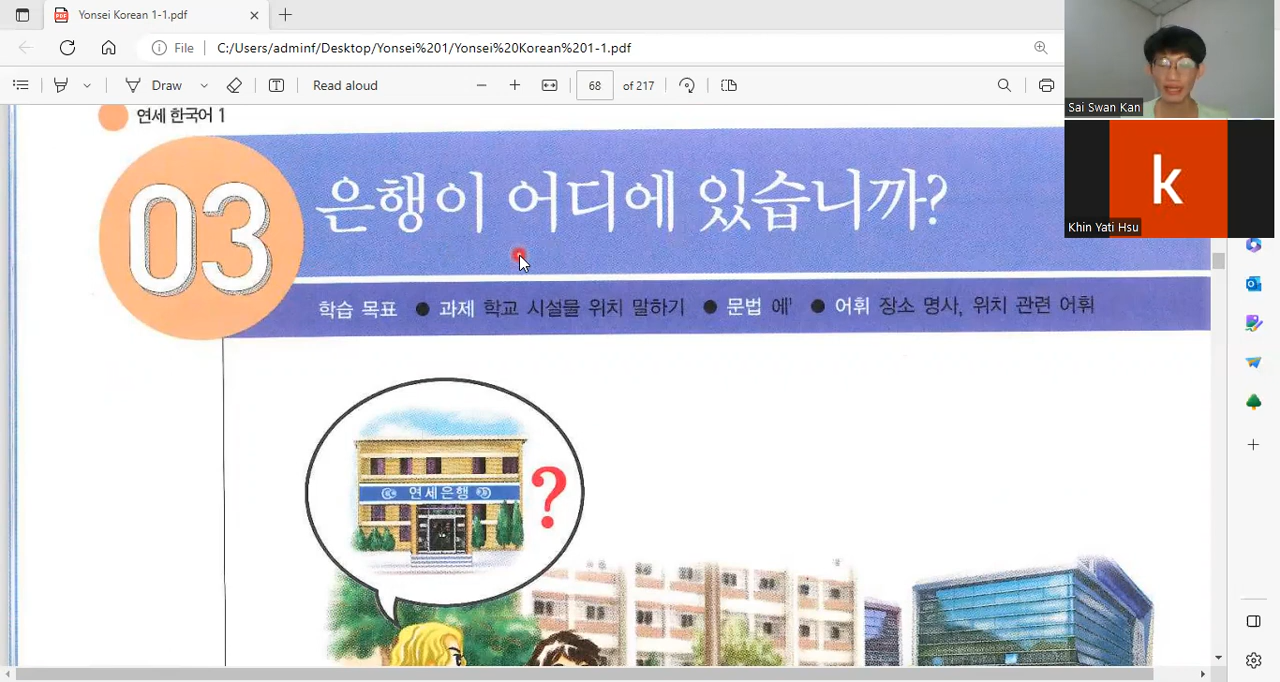 Yonsei Korean 1-1.pdf
File
C:/Users/adminf/Desktop/Yonsei%201/Yonsei%20Korean%201-1.pdf
Draw
Read aloud
68 of 217
Sai Swan Kan
k
Khin Yati Hsu
연세 한국어 1
03
은행이 어디에 있습니까?
학습 목표 ● 과제 학교 시설물 위치 말하기 ● 문법 에¹ ● 어휘 장소 명사, 위치 관련 어휘
연세은행
?